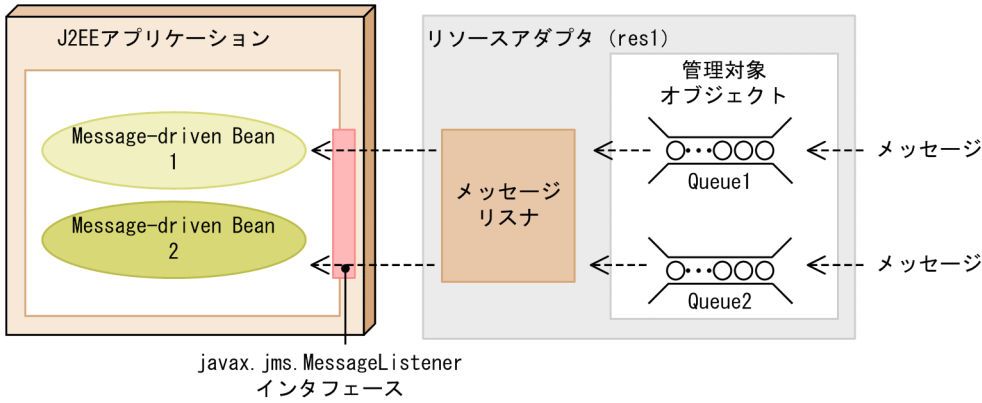 J2EEアプリケーション
Message-driven Bean
1
Message-driven Bean
2
javax.jms.MessageListener
インタフェース
リソースアダプタ（res1）
メッセージ
リスナ
管理対象
オブジェクト
Queue1
Queue2
メッセージ
メッセージ